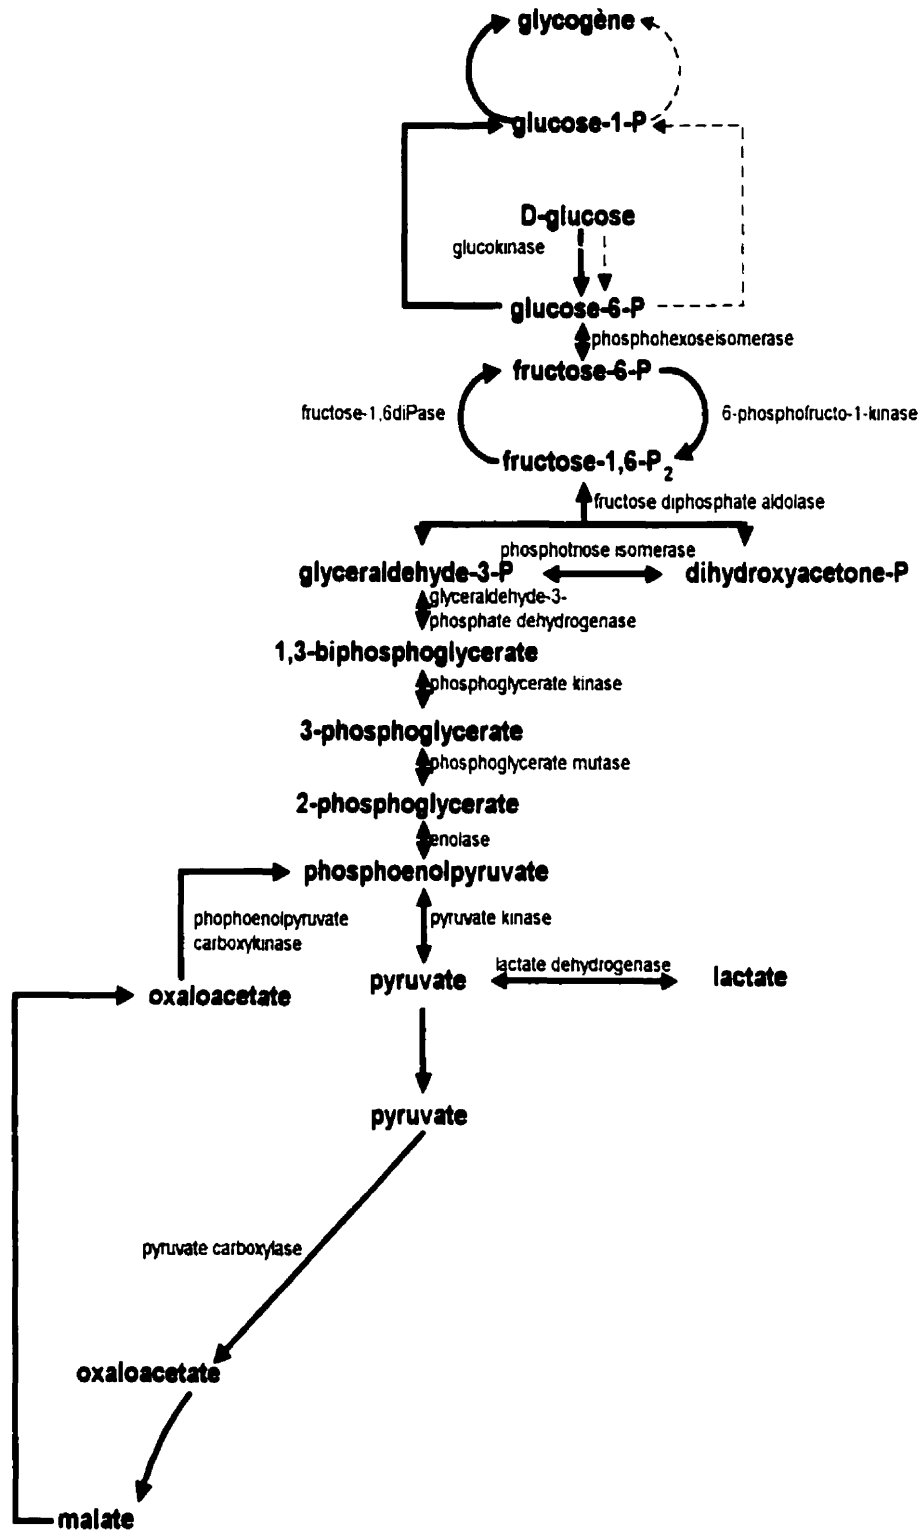 glycogène
glucose-1-P
D-glucose
glucokinase
glucose-6-P
phosphohexoseisomerase
fructose-6-P
fructose-1,6diPase
6-phosphofructo-1-kinase
fructose-1,6-P2
fructose diphosphate aldolase
phosphotnose isomerase
glyceraldehyde-3-P
dihydroxyacetone-P
glyceraldehyde-3-
phosphate dehydrogenase
1,3-biphosphoglycerate
phosphoglycerate kinase
3-phosphoglycerate
phosphoglycerate mutase
2-phosphoglycerate
enolase
phosphoenolpyruvate
phophoenolpyruvate
carboxykinase
pyruvate kinase
lactate dehydrogenase
oxaloacetate
pyruvate
lactate
pyruvate
pyruvate carboxylase
oxaloacetate
malate